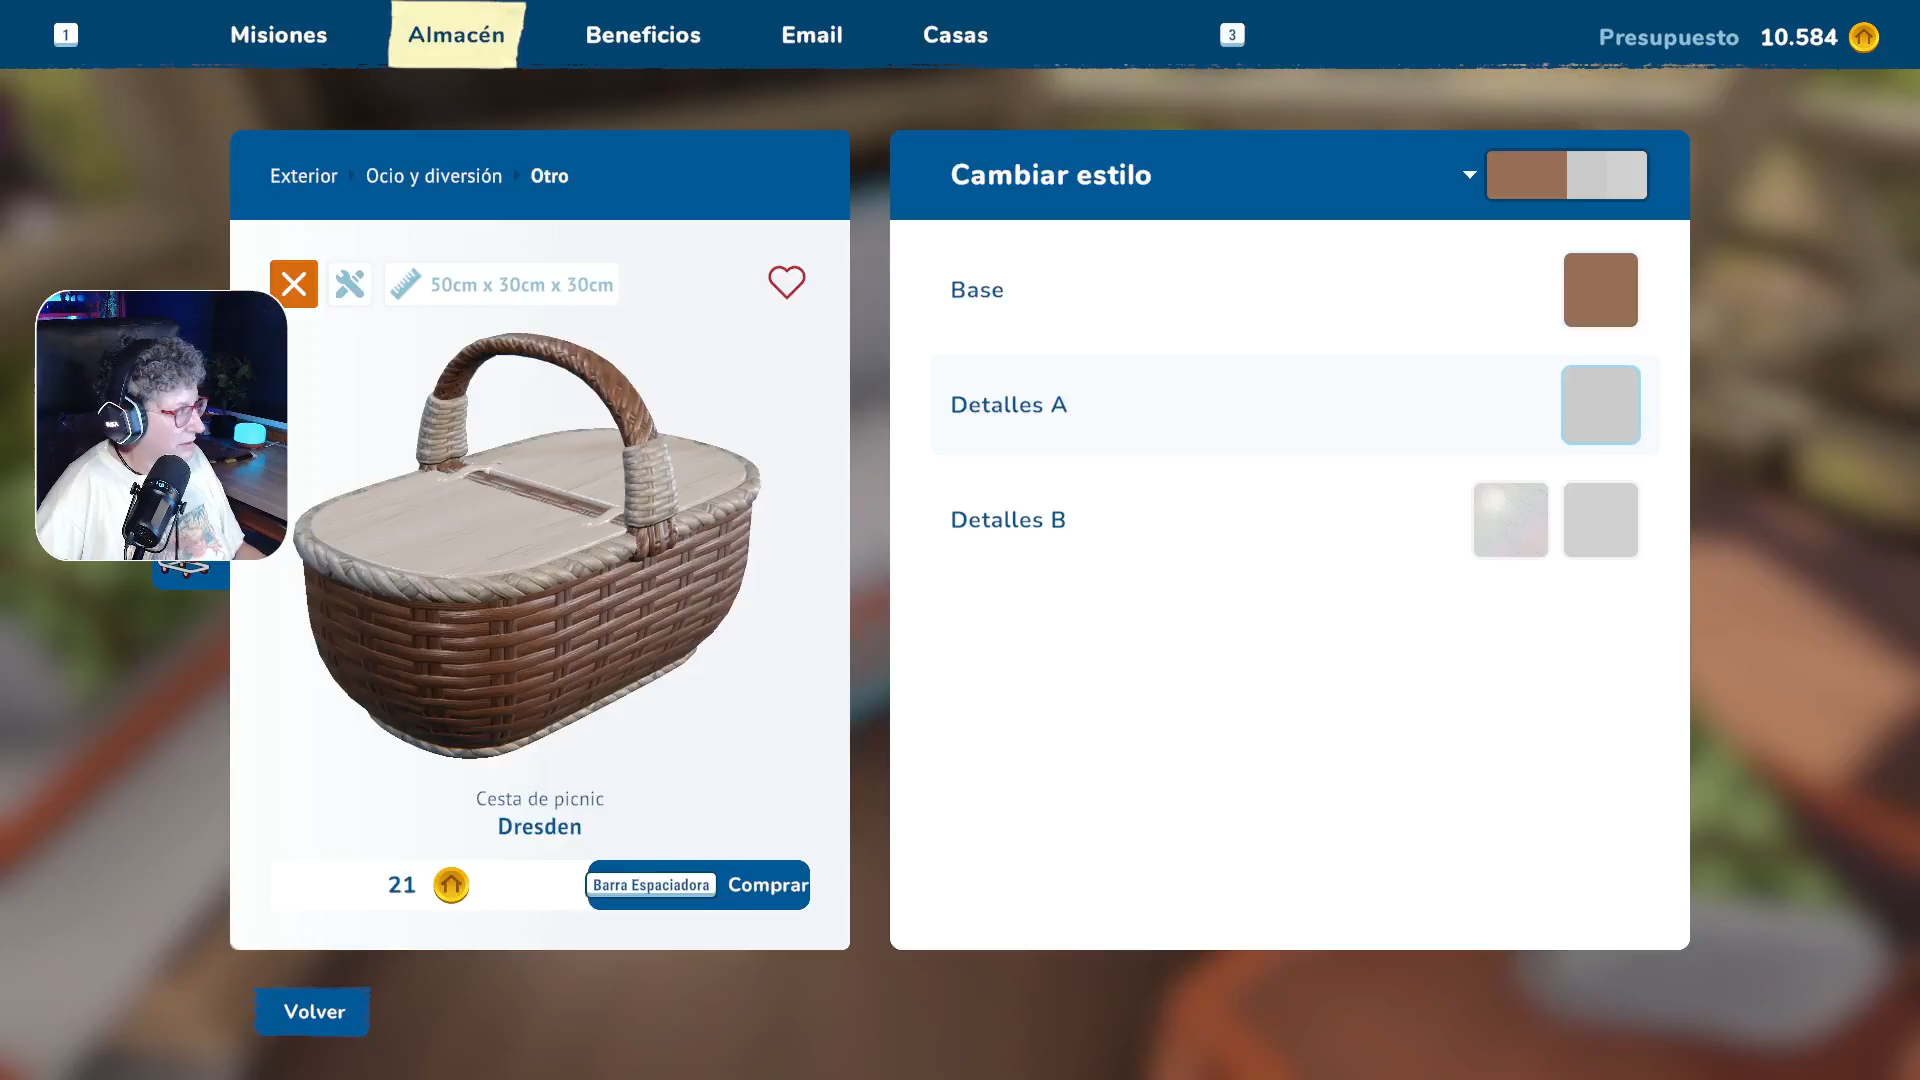 1
Misiones
Almacén
Beneficios
Email
Casas
3
Presupuesto
10.584
Exterior
Ocio y diversión
Otro
50cm x 30cm x 30cm
Cesta de picnic
Dresden
21
Barra Espaciadora
Comprar
Cambiar estilo
Base
Detalles A
Detalles B
Volver